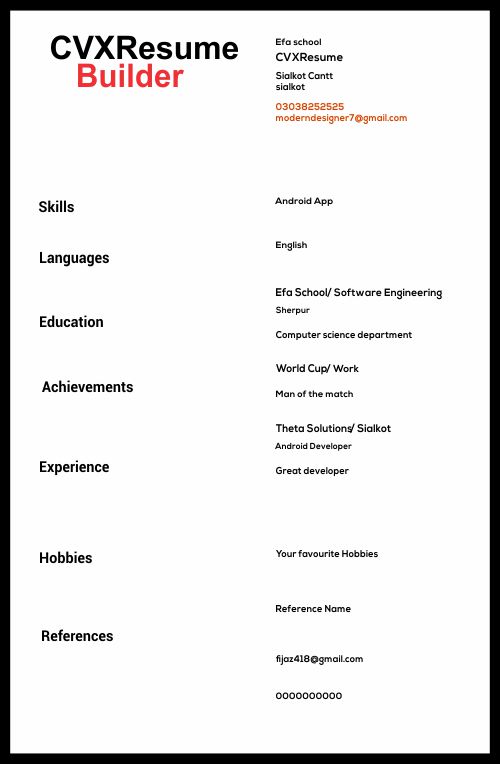 CVXResume
Builder
Efa school
CVXResume
Sialkot Cantt
sialkot
03038252525
moderndesigner7@gmail.com
Skills
Android App
Languages
English
Education
Efa School/ Software Engineering
Sherpur
Computer science department
Achievements
World Cup/ Work
Man of the match
Experience
Theta Solutions/ Sialkot
Android Developer
Great developer
Hobbies
Your favourite Hobbies
References
Reference Name
fijaz418@gmail.com
0000000000